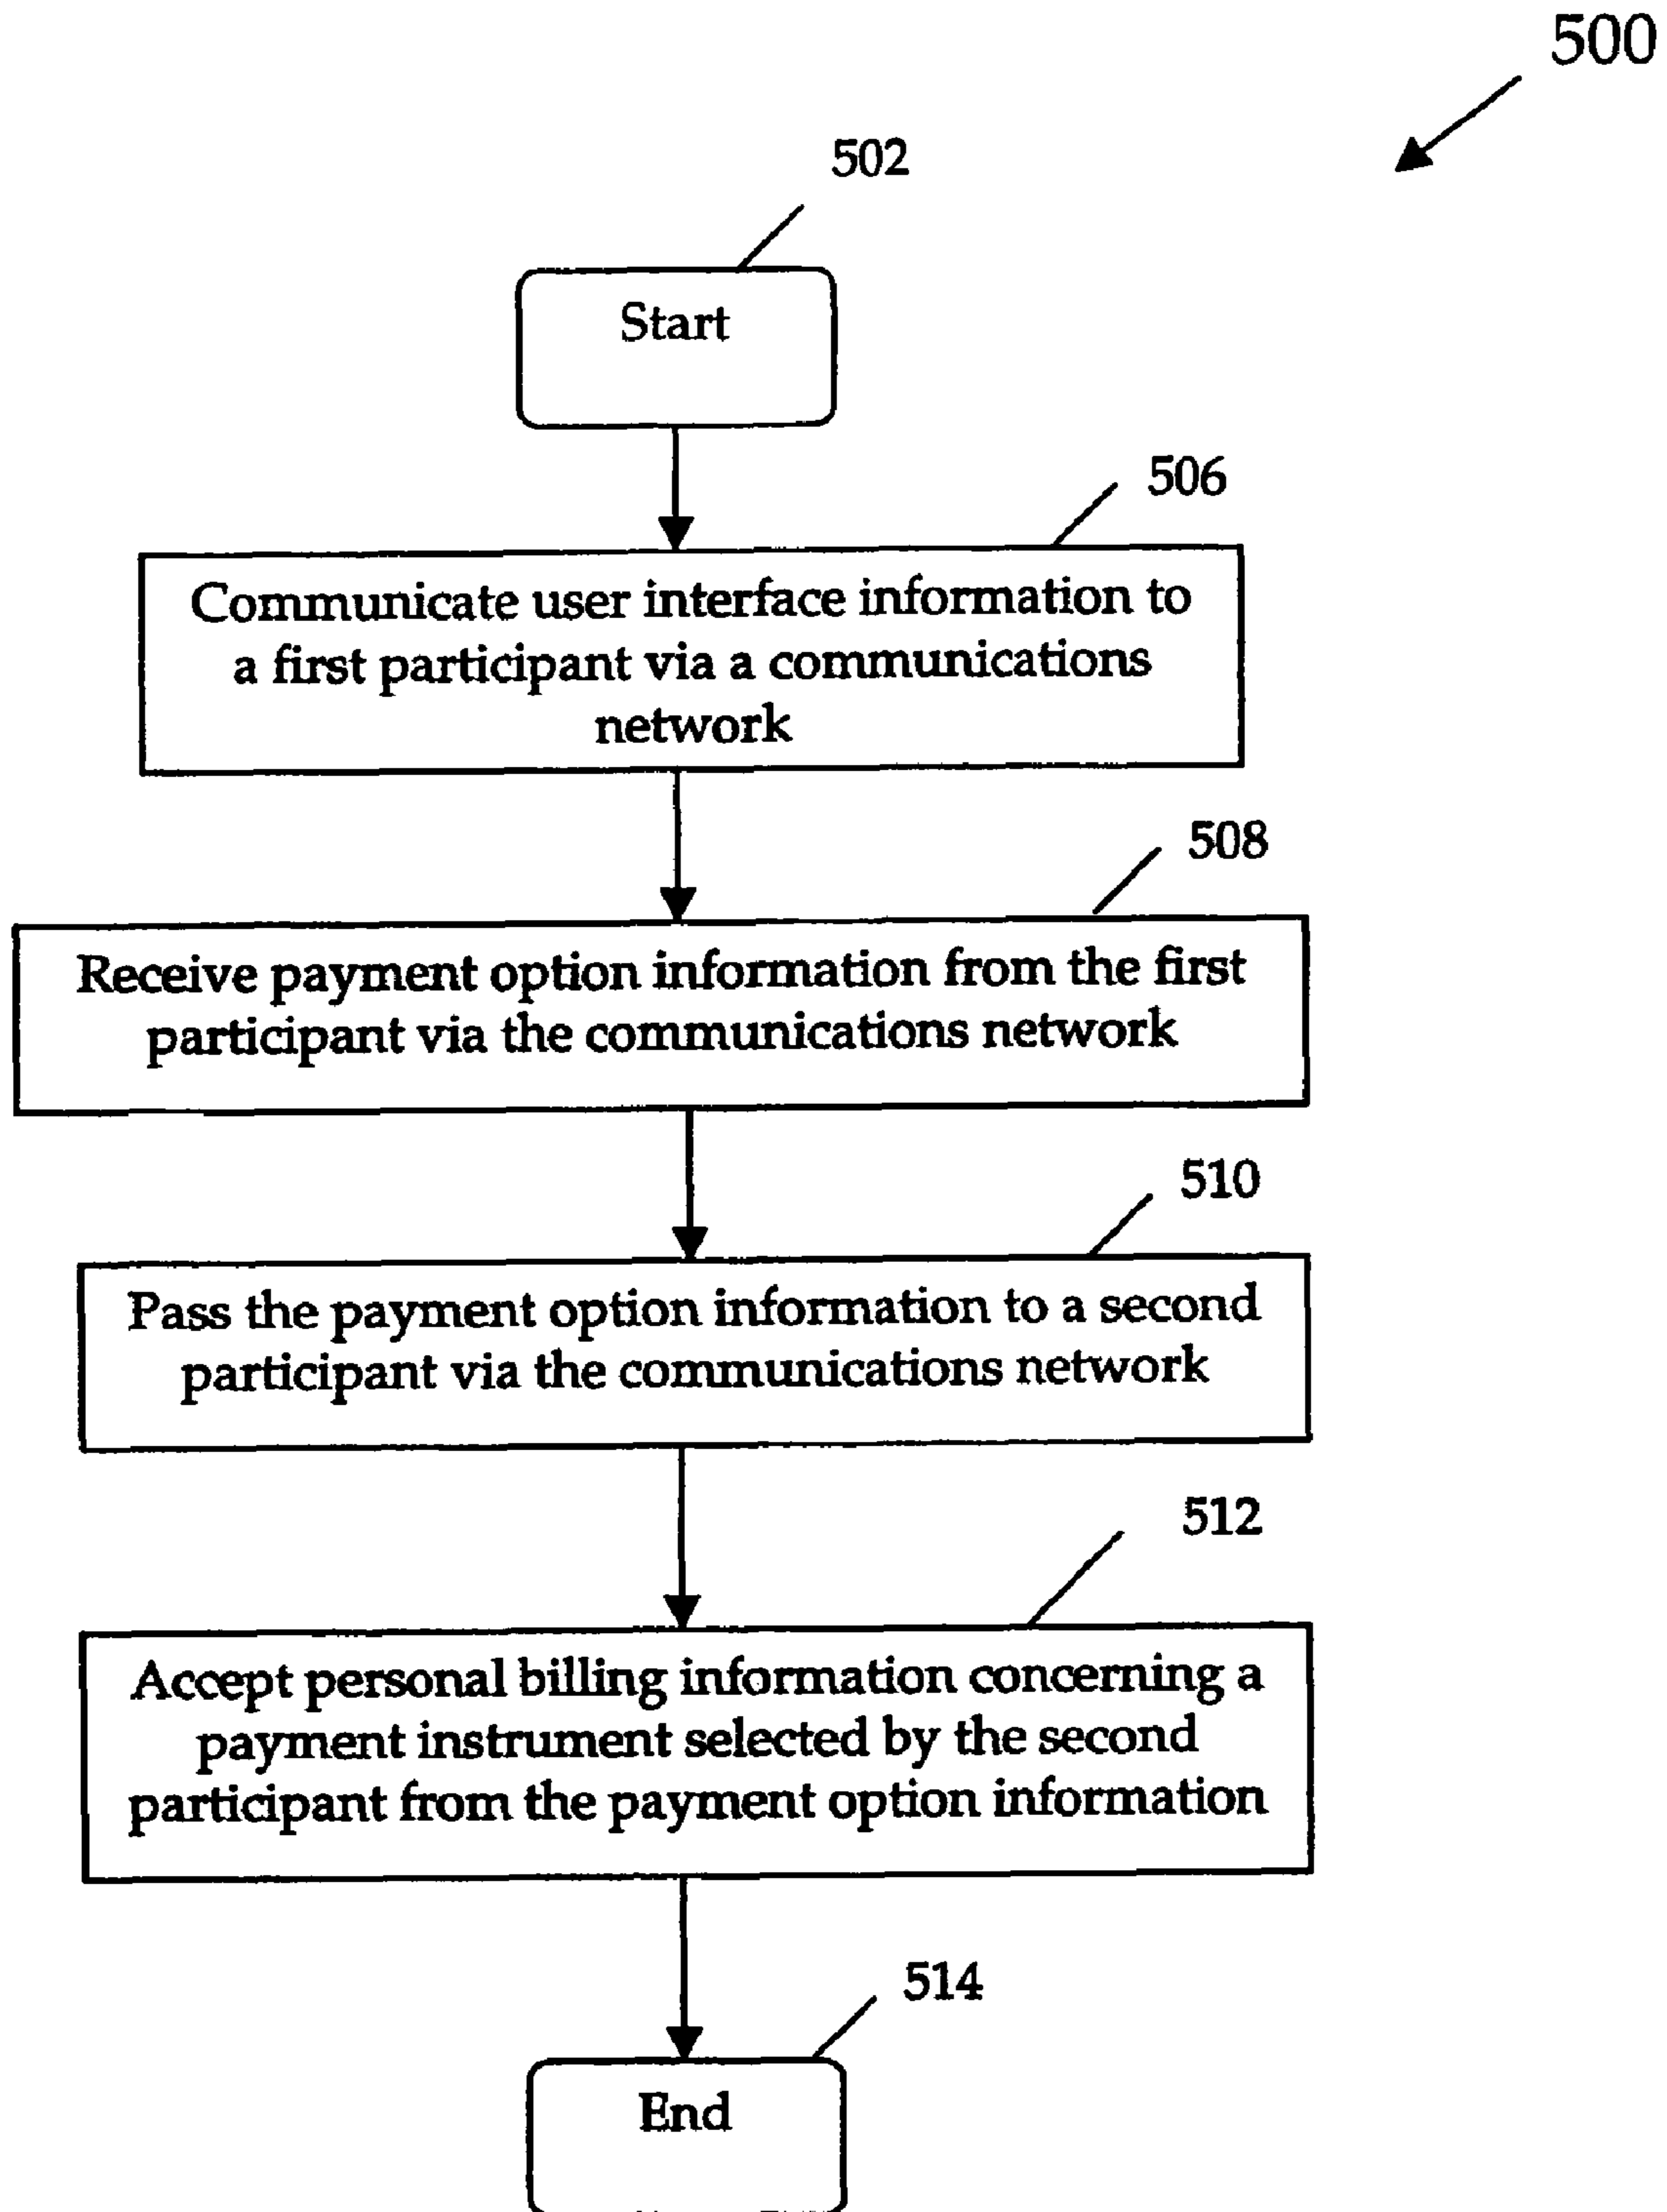 500
502
Start
506
Communicate user interface information to
a first participant via a communications
network
508
Receive payment option information from the first
participant via the communications network
510
Pass the payment option information to a second
participant via the communications network
512
Accept personal billing information concerning a
payment instrument selected by the second
participant from the payment option information
514
End